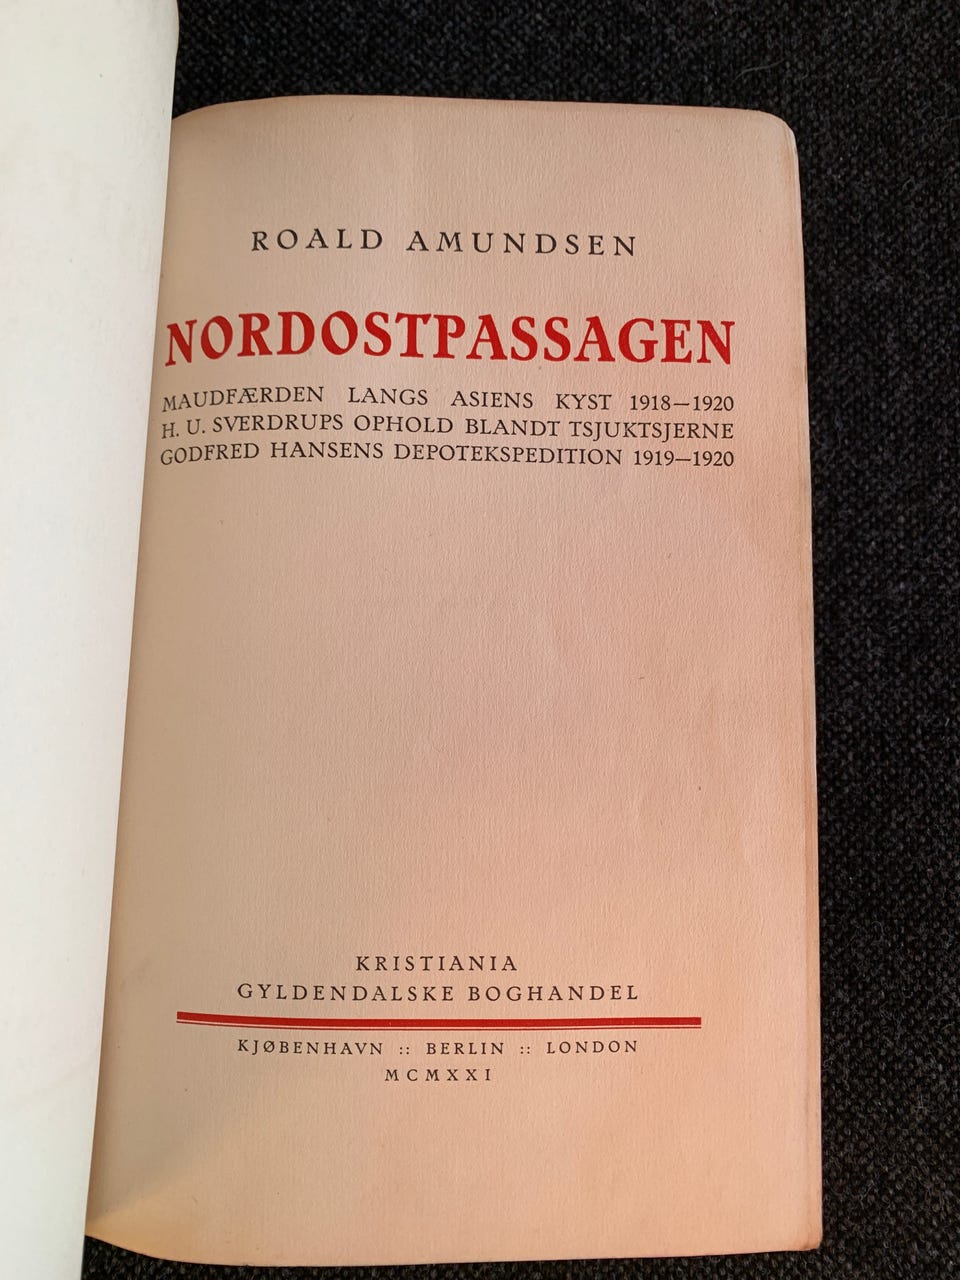 ROALD AMUNDSEN
NORDOSTPASSAGEN
MAUDFÆRDEN LANGS ASIENS KYST 1918—1920
H. U. SVERDRUPS OPHOLD BLANDT TSJUKTSJERNE
GODFRED HANSENS DEPOTEKSPEDITION 1919—1920
KRISTIANIA
GYLDENDALSKE BOGHANDEL
KJØBENHAVN :: BERLIN :: LONDON
MCMXXI